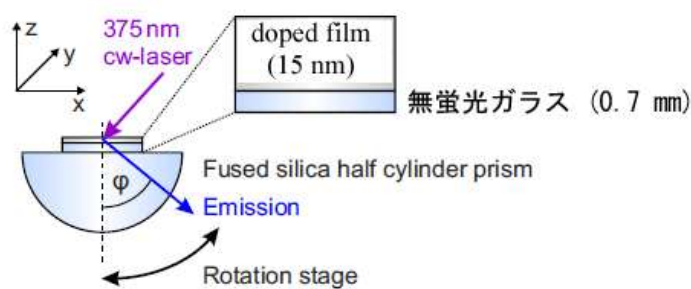 z
y
x
375 nm
cw-laser
doped film
(15 nm)
無蛍光ガラス (0.7 mm)
φ
Fused silica half cylinder prism
Emission
Rotation stage